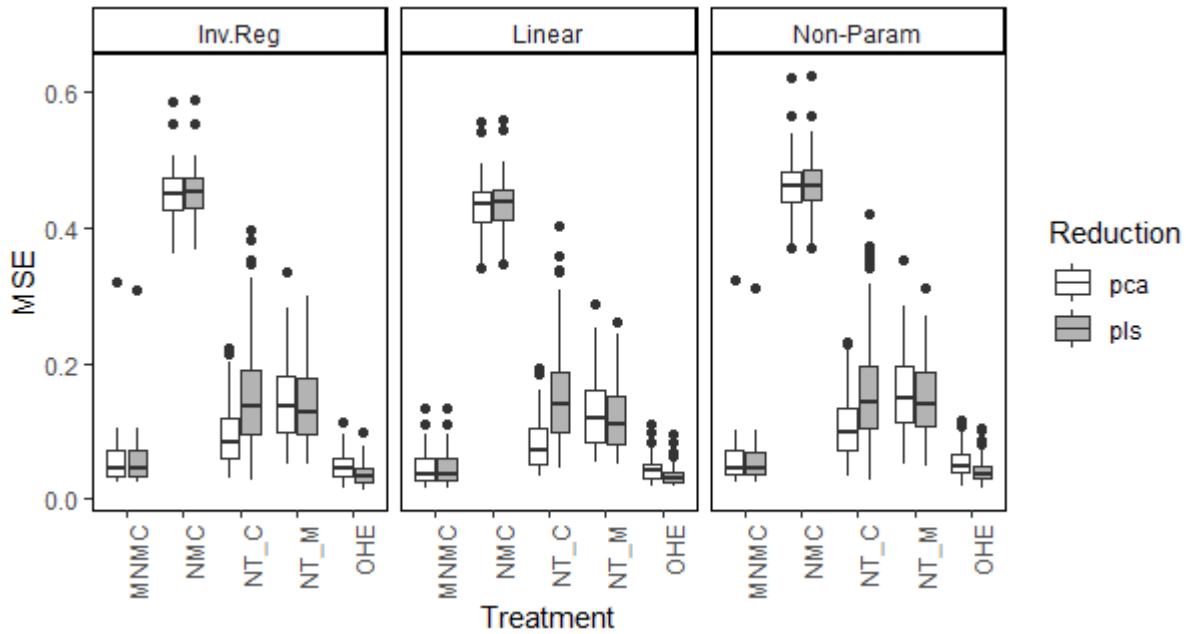 Inv.Reg
Linear
Non-Param
MSE
0.6
0.4
0.2
0.0
MNMC
NMC
NT_C
NT_M
OHE
MNMC
NMC
NT_C
NT_M
OHE
MNMC
NMC
NT_C
NT_M
OHE
Treatment
Reduction
pca
pls